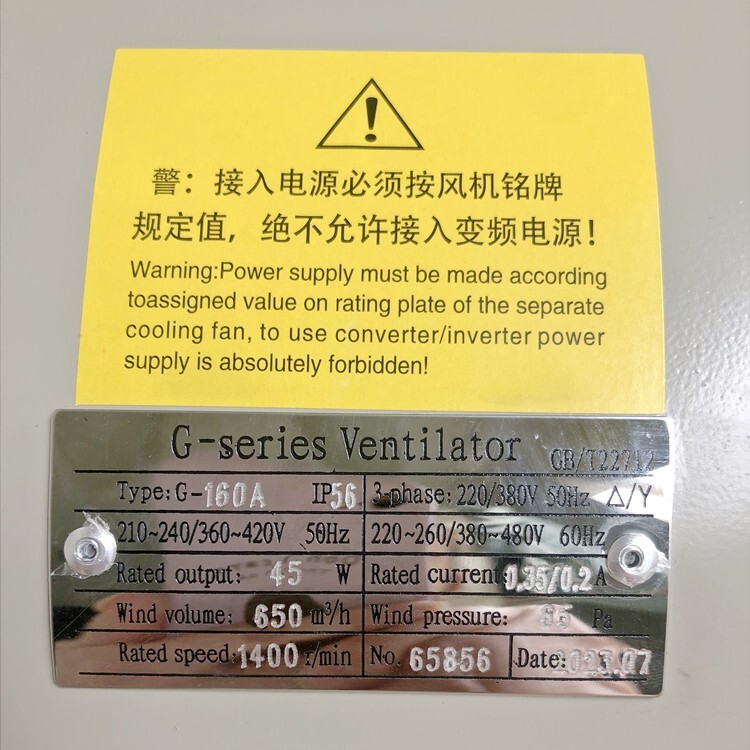 警：接入电源必须按风机铭牌
规定值，绝不允许接入变频电源！
Warning:Power supply must be made according
toassigned value on rating plate of the separate
cooling fan, to use converter/inverter power
supply is absolutely forbidden!
G-series Ventilator GB/T22712
Type: G-160A IP56 3-phase: 220/380V 50Hz △/Y
210~240/360~420V 50Hz 220~260/380~480V 60Hz
Rated output: 45 W Rated current: 0.35/0.2 A
Wind volume: 650 m³/h Wind pressure: Pa
Rated speed: 1400 r/min No. 65856 Date: 2023.07